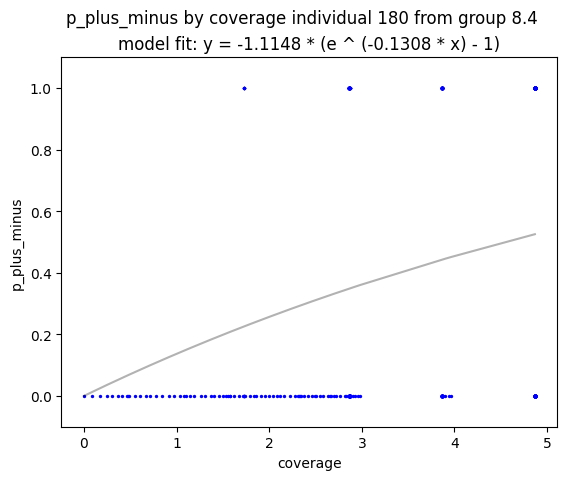 p_plus_minus by coverage individual 180 from group 8.4
model fit: y = -1.1148 * (e ^ (-0.1308 * x) - 1)
1.0
0.8
0.6
0.4
0.2
0.0
p_plus_minus
0 1 2 3 4 5
coverage